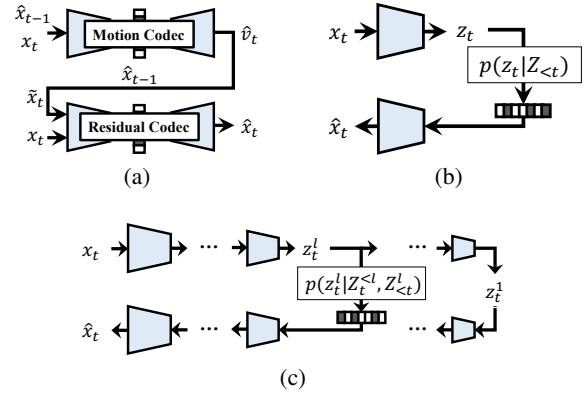 x̂_{t−1}
x_t
Motion Codec
v̂_t
x̂_{t−1}
x̃_t
x_t
Residual Codec
x̂_t
(a)
x_t
z_t
p(z_t|Z_{<t})
x̂_t
(b)
x_t
...
z_t^l
...
p(z_t^l|Z_t^{<l}, Z_{<t}^l)
z_t^1
x̂_t
...
...
(c)